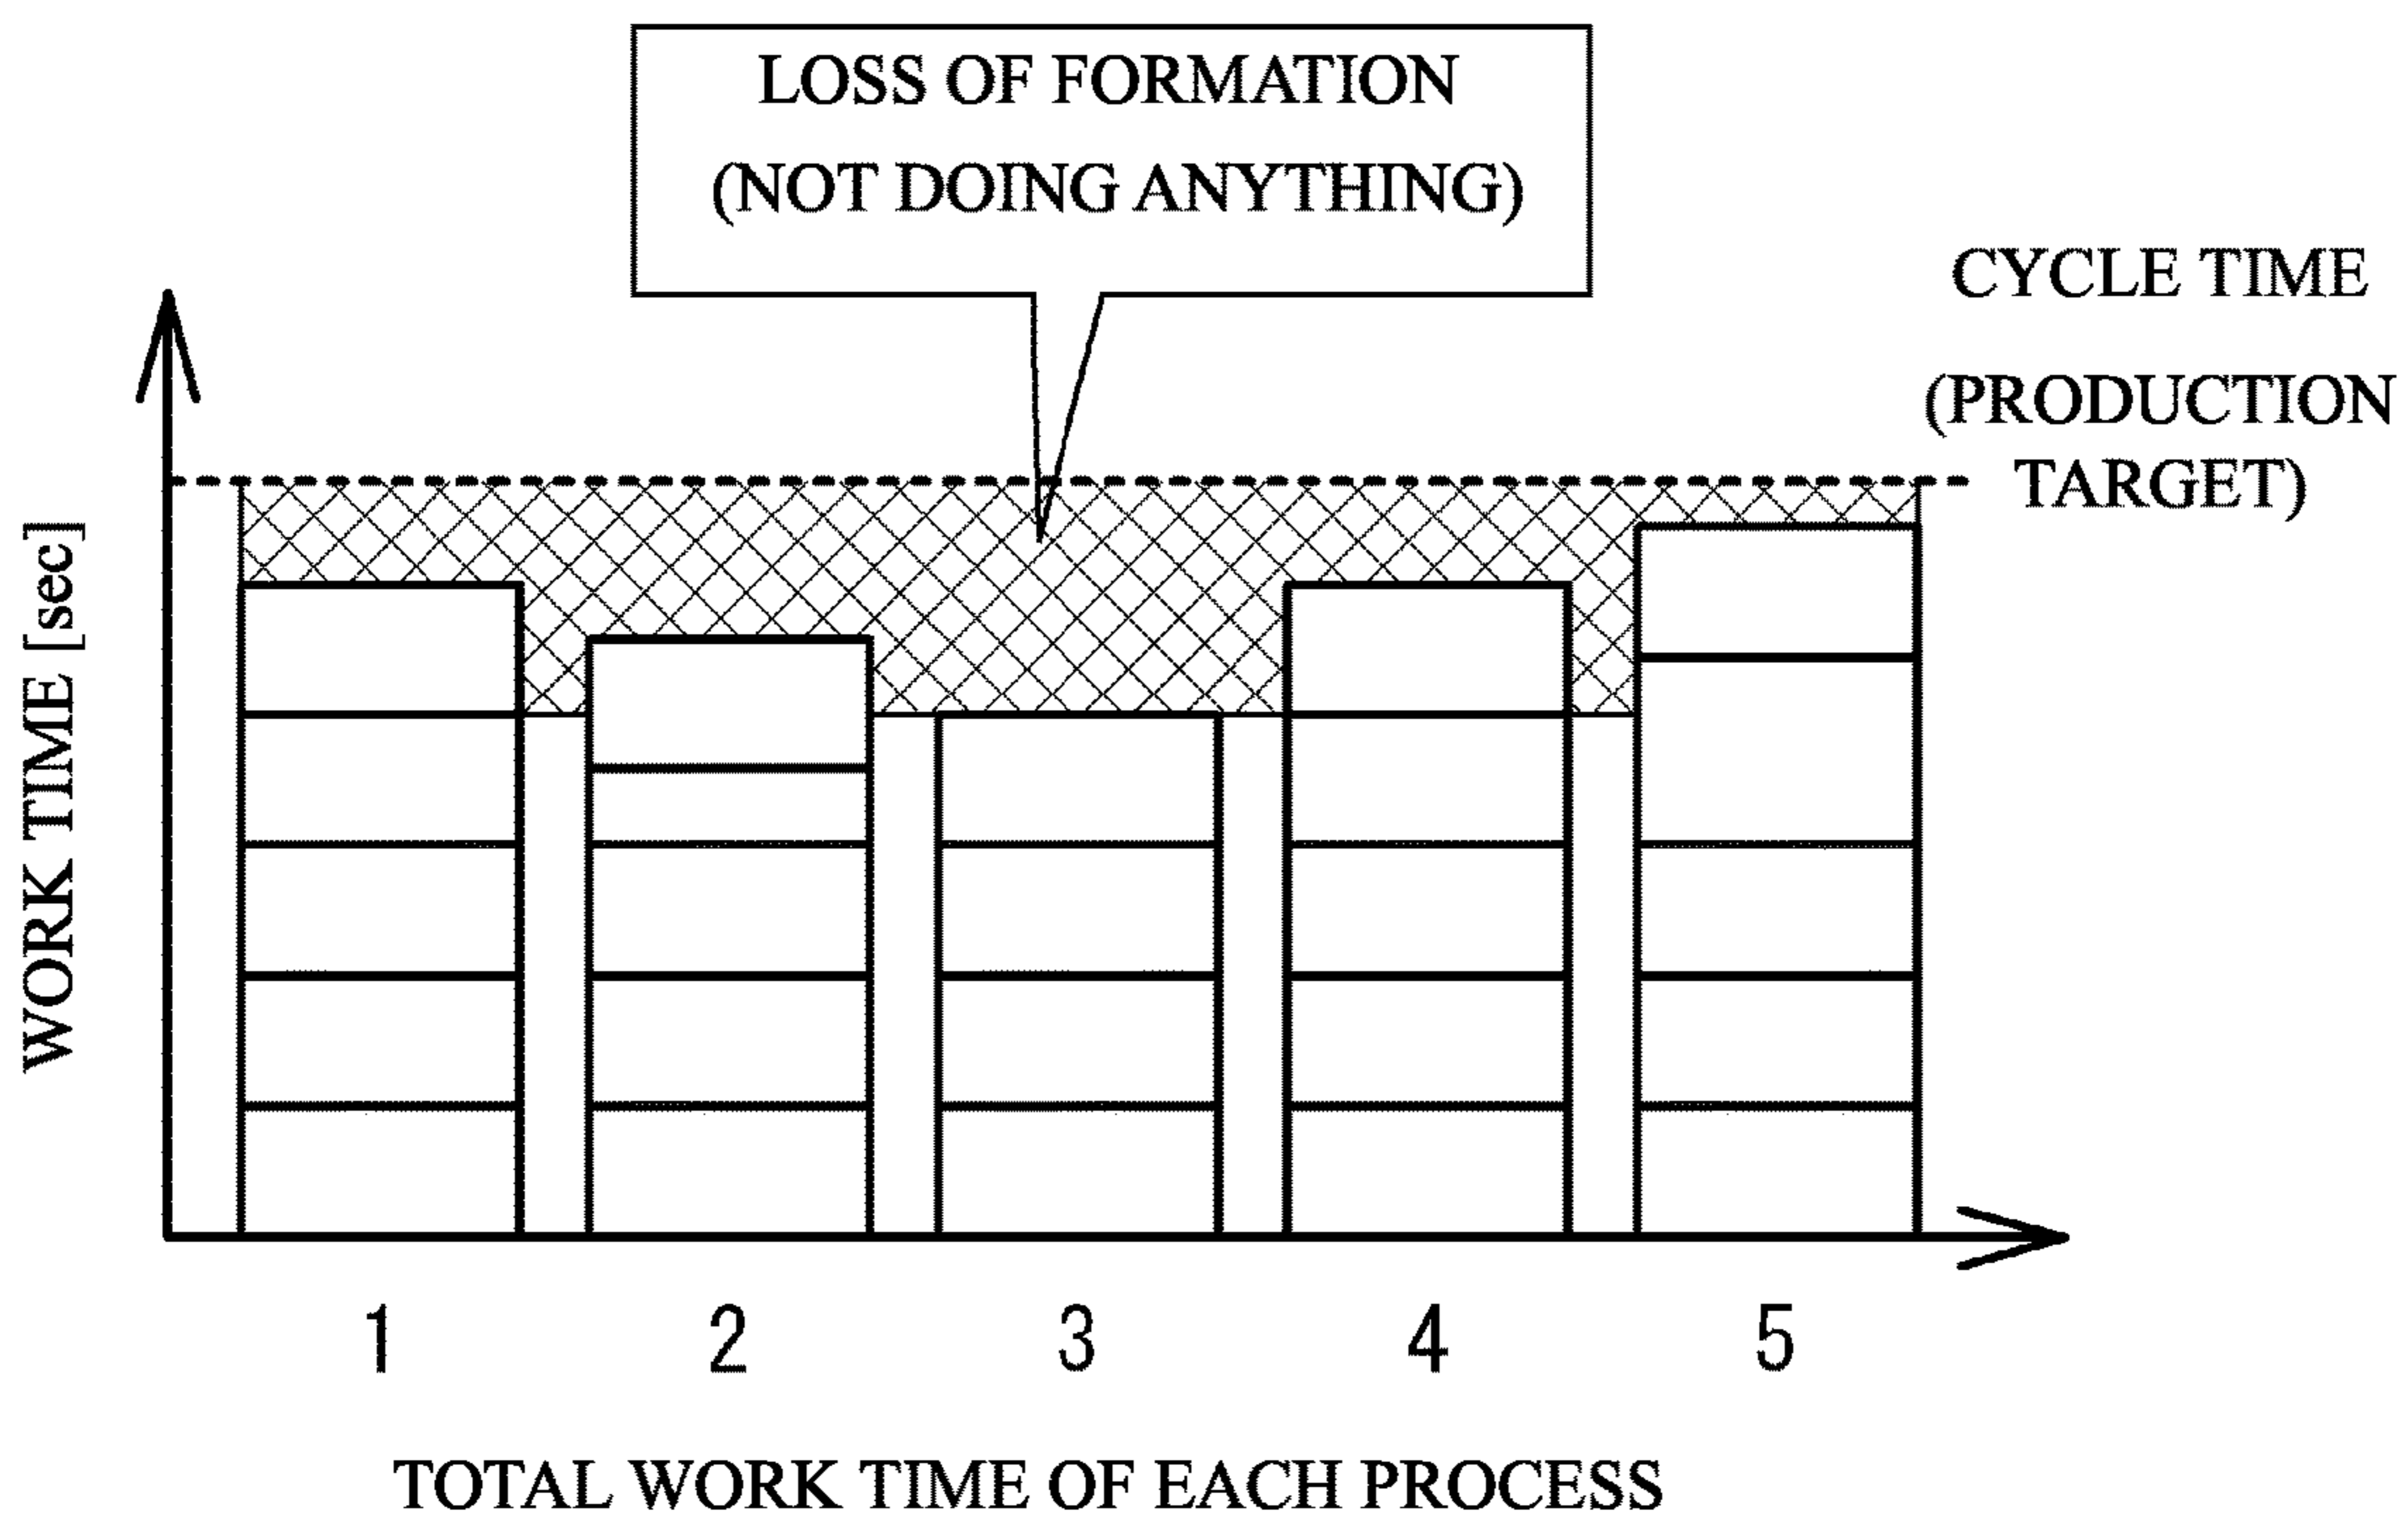 LOSS OF FORMATION
(NOT DOING ANYTHING)
CYCLE TIME
(PRODUCTION
TARGET)
WORK TIME [sec]
1 2 3 4 5
TOTAL WORK TIME OF EACH PROCESS